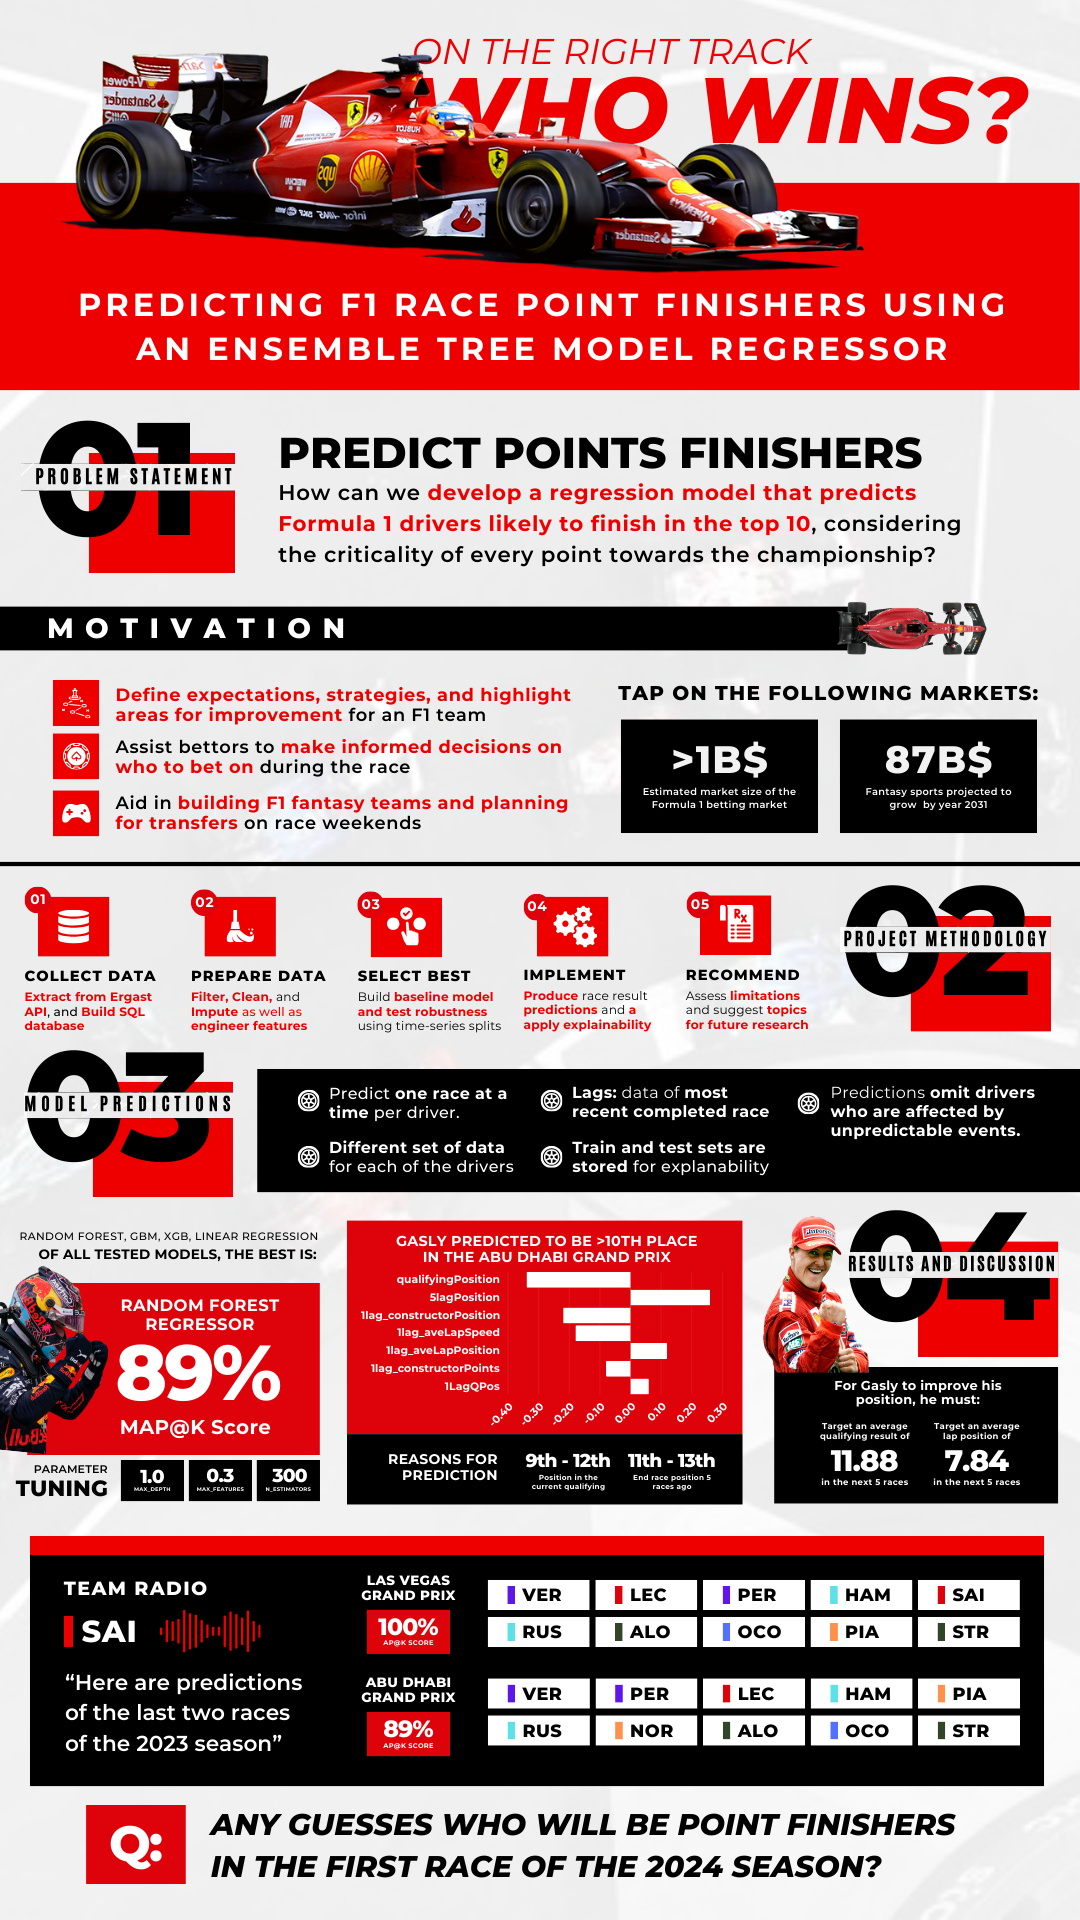 ON THE RIGHT TRACK
WHO WINS?
PREDICTING F1 RACE POINT FINISHERS USING
AN ENSEMBLE TREE MODEL REGRESSOR
01
PROBLEM STATEMENT
PREDICT POINTS FINISHERS
How can we develop a regression model that predicts
Formula 1 drivers likely to finish in the top 10, considering
the criticality of every point towards the championship?
MOTIVATION
Define expectations, strategies, and highlight
areas for improvement for an F1 team
Assist bettors to make informed decisions on
who to bet on during the race
Aid in building F1 fantasy teams and planning
for transfers on race weekends
TAP ON THE FOLLOWING MARKETS:
>1B$
Estimated market size of the
Formula 1 betting market
87B$
Fantasy sports projected to
grow by year 2031
01
COLLECT DATA
Extract from Ergast
API, and Build SQL
database
02
PREPARE DATA
Filter, Clean, and
Impute as well as
engineer features
03
SELECT BEST
Build baseline model
and test robustness
using time-series splits
04
IMPLEMENT
Produce race result
predictions and a
apply explainability
05
RECOMMEND
Assess limitations
and suggest topics
for future research
02
PROJECT METHODOLOGY
03
MODEL PREDICTIONS
Predict one race at a
time per driver.
Different set of data
for each of the drivers
Lags: data of most
recent completed race
Train and test sets are
stored for explanability
Predictions omit drivers
who are affected by
unpredictable events.
RANDOM FOREST, GBM, XGB, LINEAR REGRESSION
OF ALL TESTED MODELS, THE BEST IS:
RANDOM FOREST
REGRESSOR
89%
MAP@K Score
PARAMETER
TUNING
1.0
MAX_DEPTH
0.3
MAX_FEATURES
300
N_ESTIMATORS
GASLY PREDICTED TO BE >10TH PLACE
IN THE ABU DHABI GRAND PRIX
qualifyingPosition
5lagPosition
1lag_constructorPosition
1lag_aveLapSpeed
1lag_aveLapPosition
1lag_constructorPoints
1LagQPos
-0.40 -0.30 -0.20 -0.10 0.00 0.10 0.20 0.30
REASONS FOR
PREDICTION
9th - 12th
Position in the
current qualifying
11th - 13th
End race position 5
races ago
04
RESULTS AND DISCUSSION
For Gasly to improve his
position, he must:
Target an average
qualifying result of
11.88
in the next 5 races
Target an average
lap position of
7.84
in the next 5 races
TEAM RADIO
SAI
“Here are predictions
of the last two races
of the 2023 season”
LAS VEGAS
GRAND PRIX
100%
AP@K SCORE
VER LEC PER HAM SAI
RUS ALO OCO PIA STR
ABU DHABI
GRAND PRIX
89%
AP@K SCORE
VER PER LEC HAM PIA
RUS NOR ALO OCO STR
Q:
ANY GUESSES WHO WILL BE POINT FINISHERS
IN THE FIRST RACE OF THE 2024 SEASON?